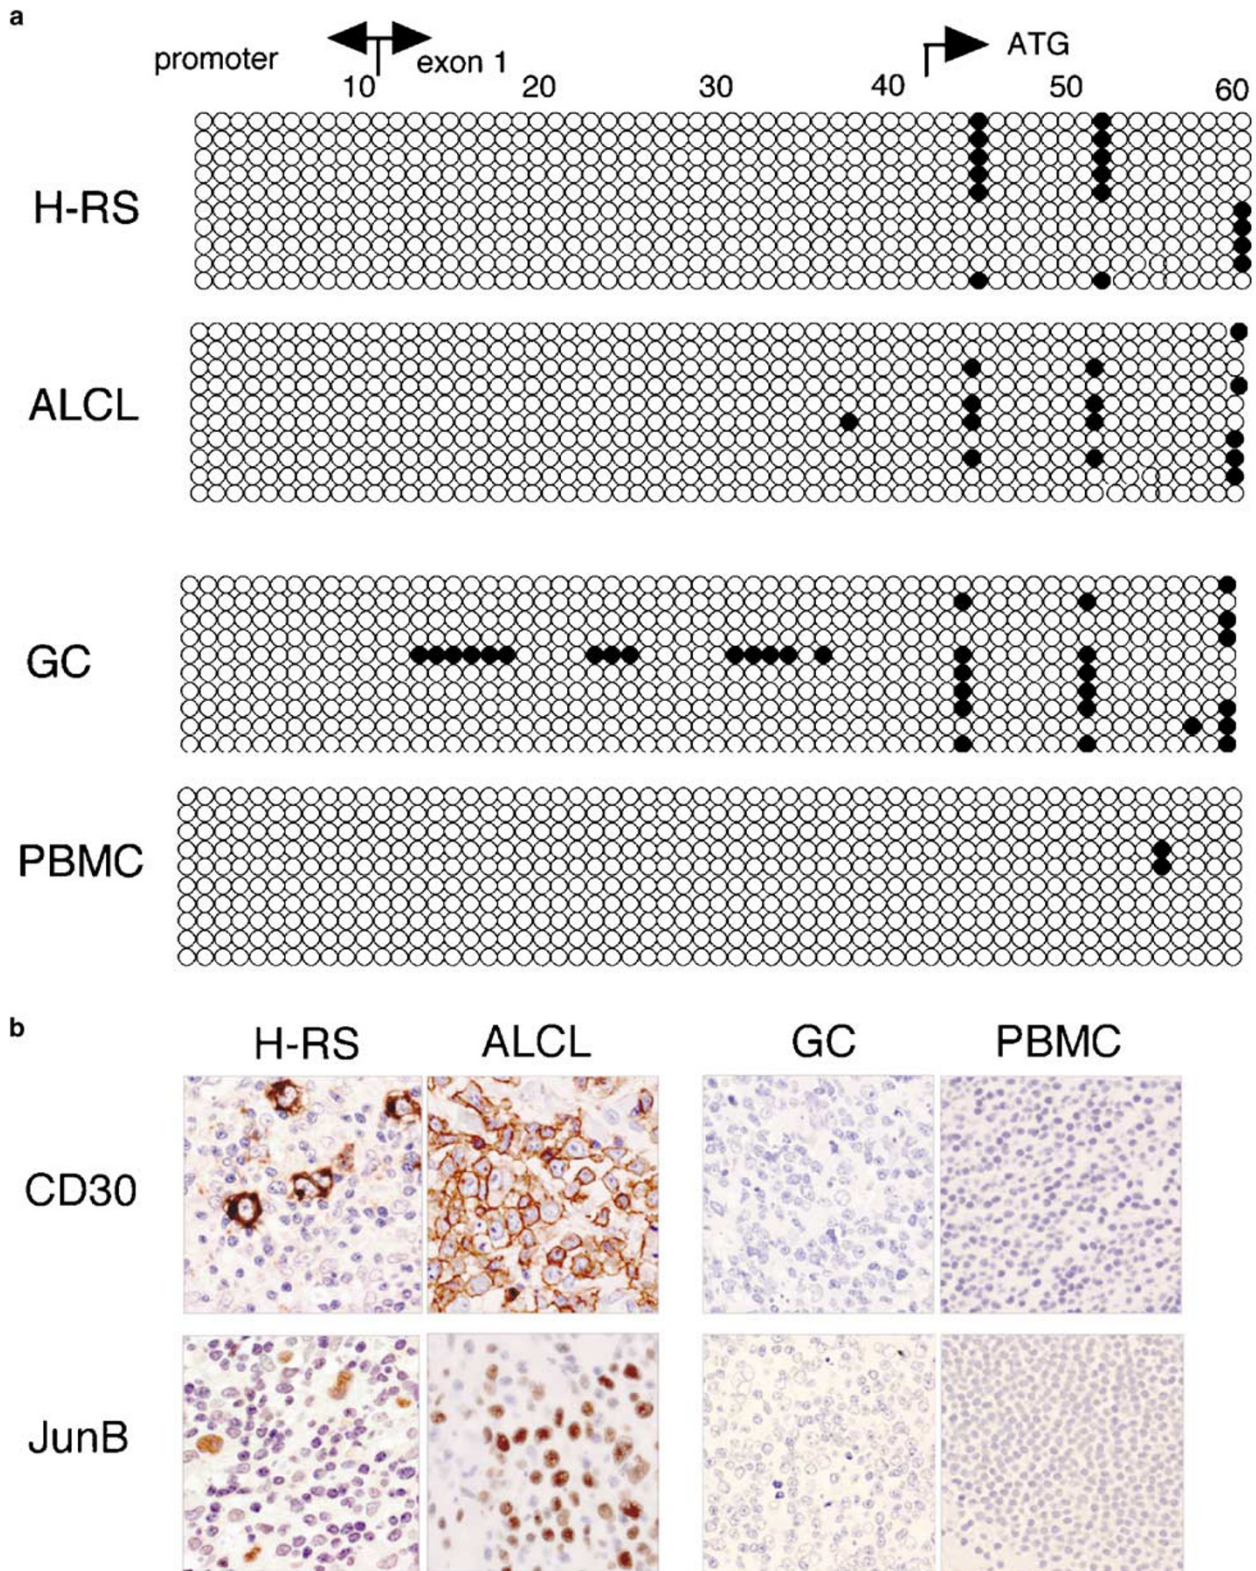 a
promoter exon 1 ATG
10 20 30 40 50 60
H-RS
ALCL
GC
PBMC
b
H-RS ALCL GC PBMC
CD30
JunB